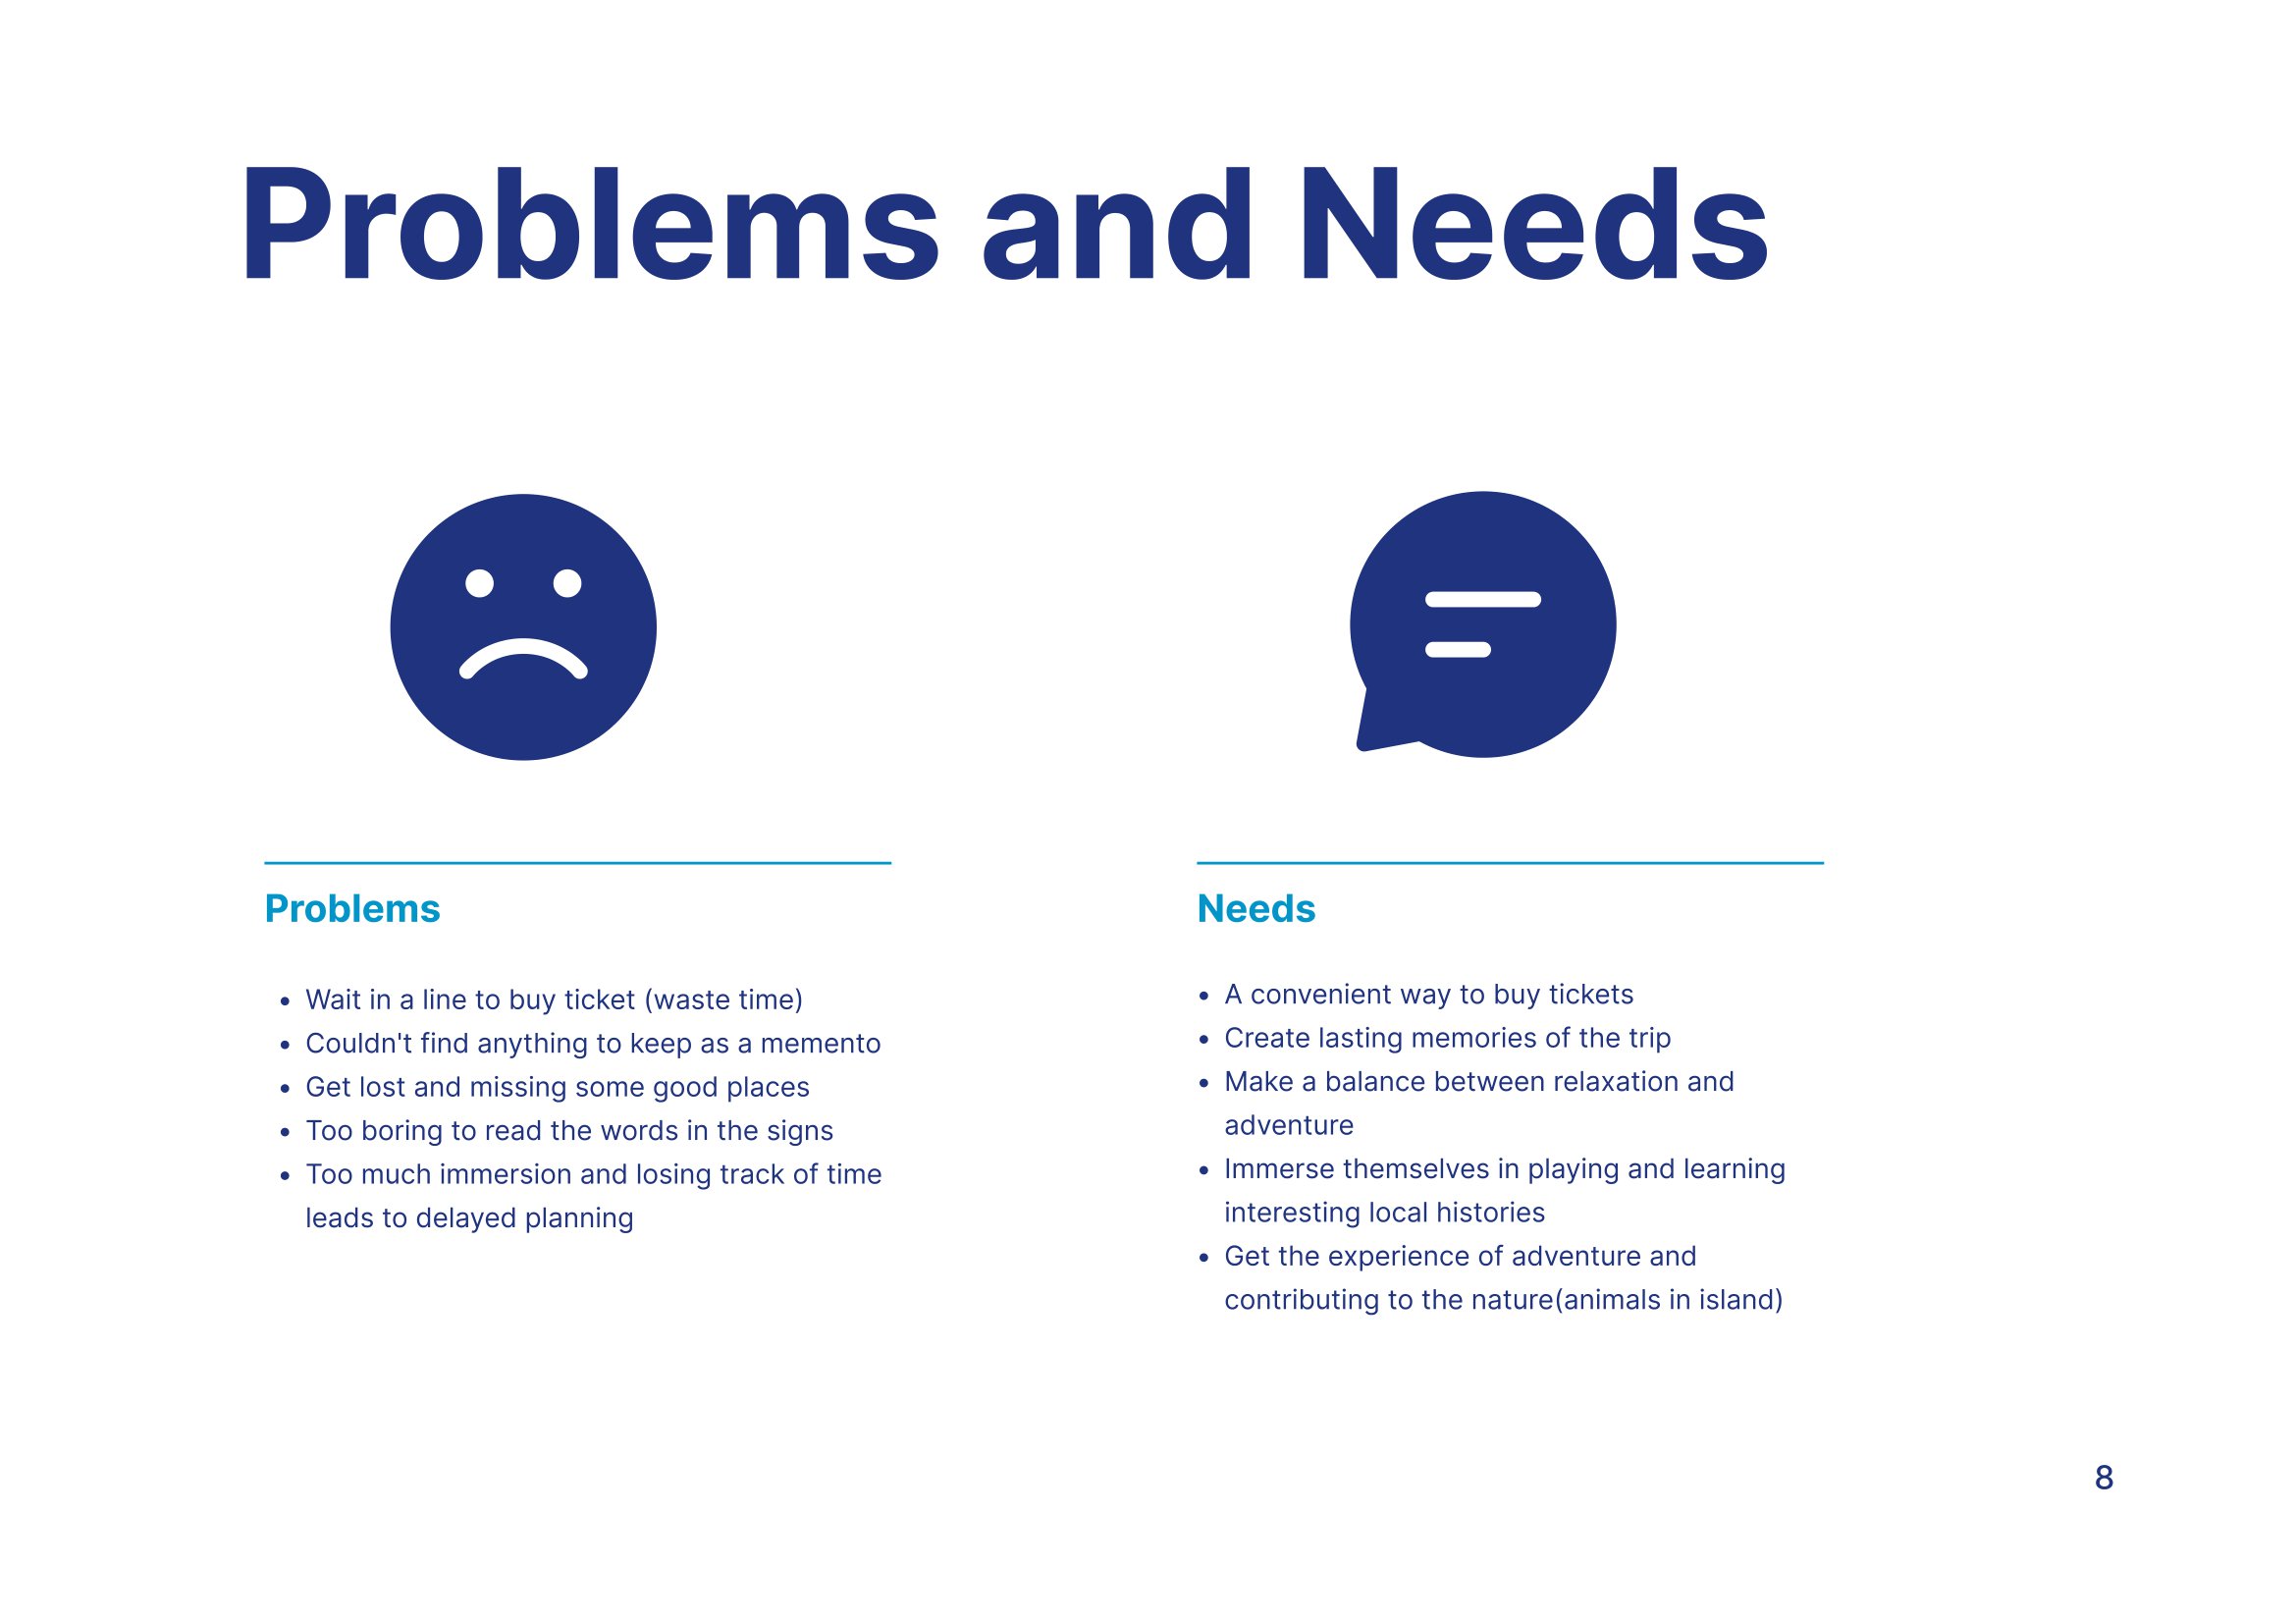 Problems and Needs
Problems
• Wait in a line to buy ticket (waste time)
• Couldn't find anything to keep as a memento
• Get lost and missing some good places
• Too boring to read the words in the signs
• Too much immersion and losing track of time
leads to delayed planning
Needs
• A convenient way to buy tickets
• Create lasting memories of the trip
• Make a balance between relaxation and
adventure
• Immerse themselves in playing and learning
interesting local histories
• Get the experience of adventure and
contributing to the nature(animals in island)
8